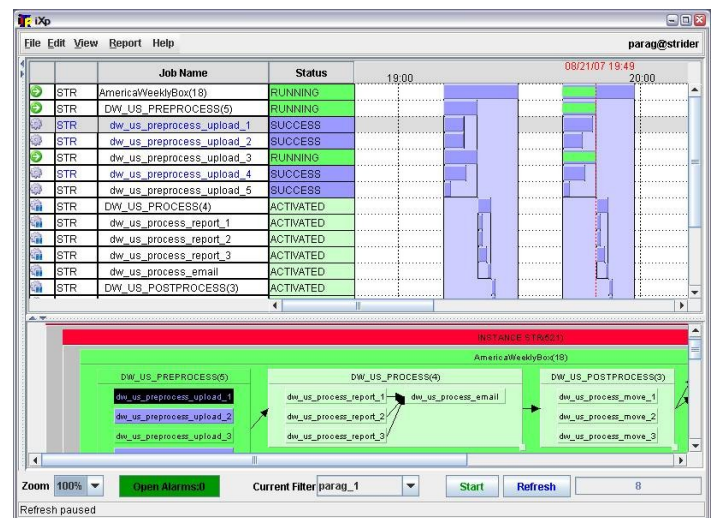 iXp
File Edit View Report Help parag@strider
Job Name Status 19:00 08/21/07 19:49 20:00
STR AmericaWeeklyBox(18) RUNNING
STR DW_US_PREPROCESS(5) RUNNING
STR dw_us_preprocess_upload_1 SUCCESS
STR dw_us_preprocess_upload_2 SUCCESS
STR dw_us_preprocess_upload_3 RUNNING
STR dw_us_preprocess_upload_4 SUCCESS
STR dw_us_preprocess_upload_5 SUCCESS
STR DW_US_PROCESS(4) ACTIVATED
STR dw_us_process_report_1 ACTIVATED
STR dw_us_process_report_2 ACTIVATED
STR dw_us_process_report_3 ACTIVATED
STR dw_us_process_email ACTIVATED
STR DW_US_POSTPROCESS(3) ACTIVATED
INSTANCE
AmericaWeeklyBox(18)
DW_US_PREPROCESS(5) DW_US_PROCESS(4) DW_US_POSTPROCESS(3)
dw_us_preprocess_upload_1 dw_us_process_report_1 dw_us_process_email dw_us_process_move_1
dw_us_preprocess_upload_2 dw_us_process_report_2 dw_us_process_move_2
dw_us_preprocess_upload_3 dw_us_process_report_3 dw_us_process_move_3
Zoom 100% Open Alarms:0 Current Filter parag_1 Start Refresh 8
Refresh paused